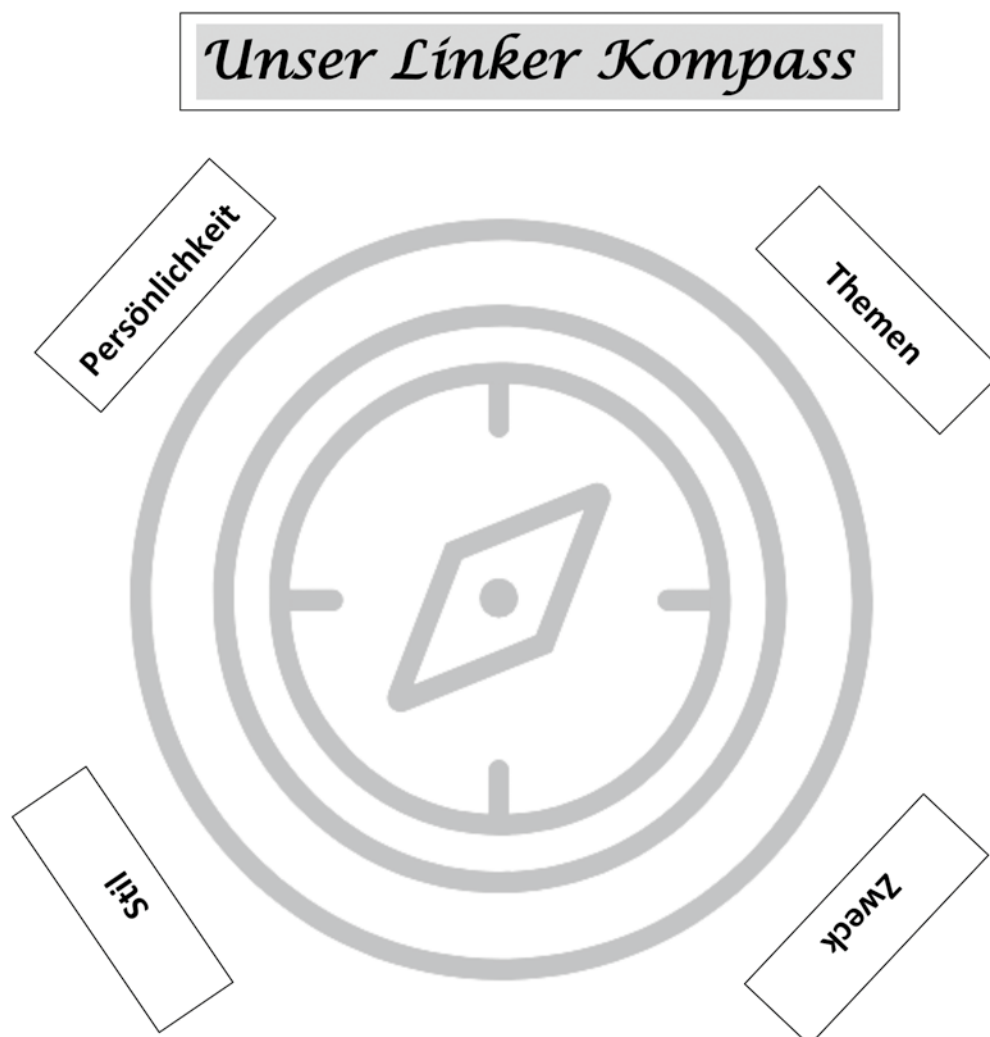 Unser Linker Kompass
Persönlichkeit
Themen
Stil
Zweck